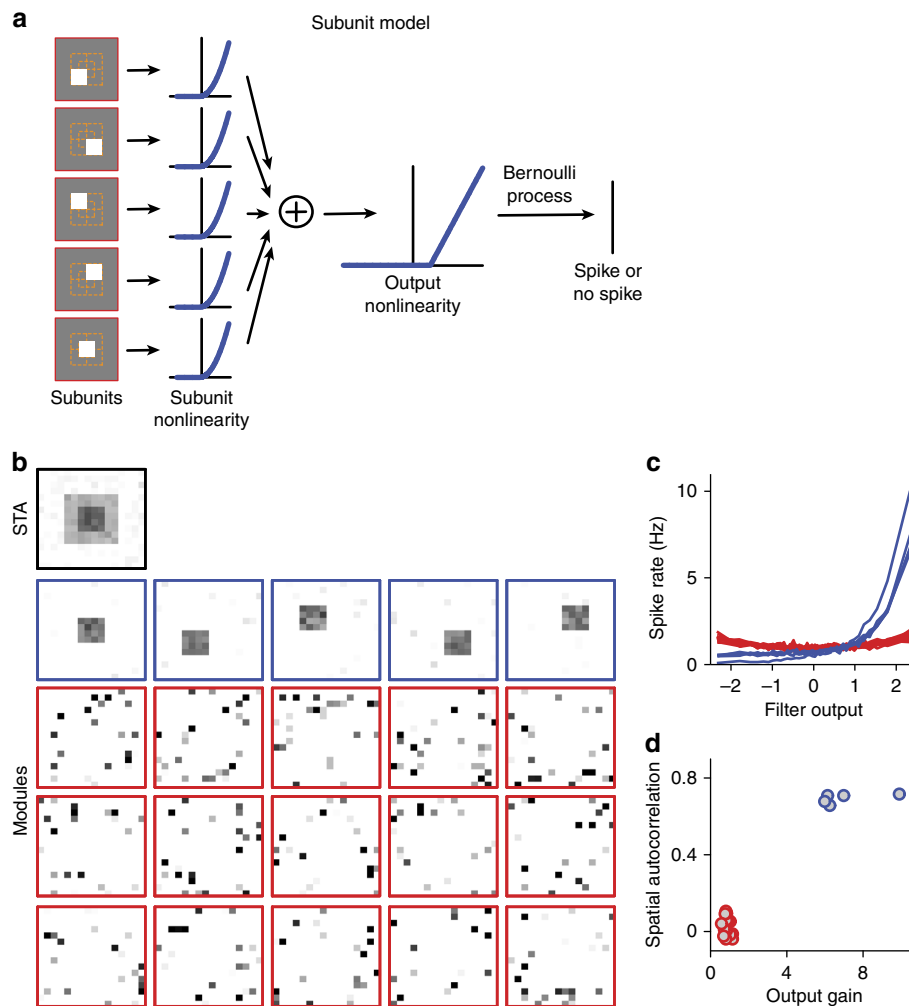 a
Subunit model
Bernoulli
process
Spike or
no spike
Output
nonlinearity
Subunits
Subunit
nonlinearity
b
STA
Modules
c
Spike rate (Hz)
10
5
0
−2
−1
0
1
2
Filter output
d
Spatial autocorrelation
0.8
0.4
0
0
4
8
Output gain